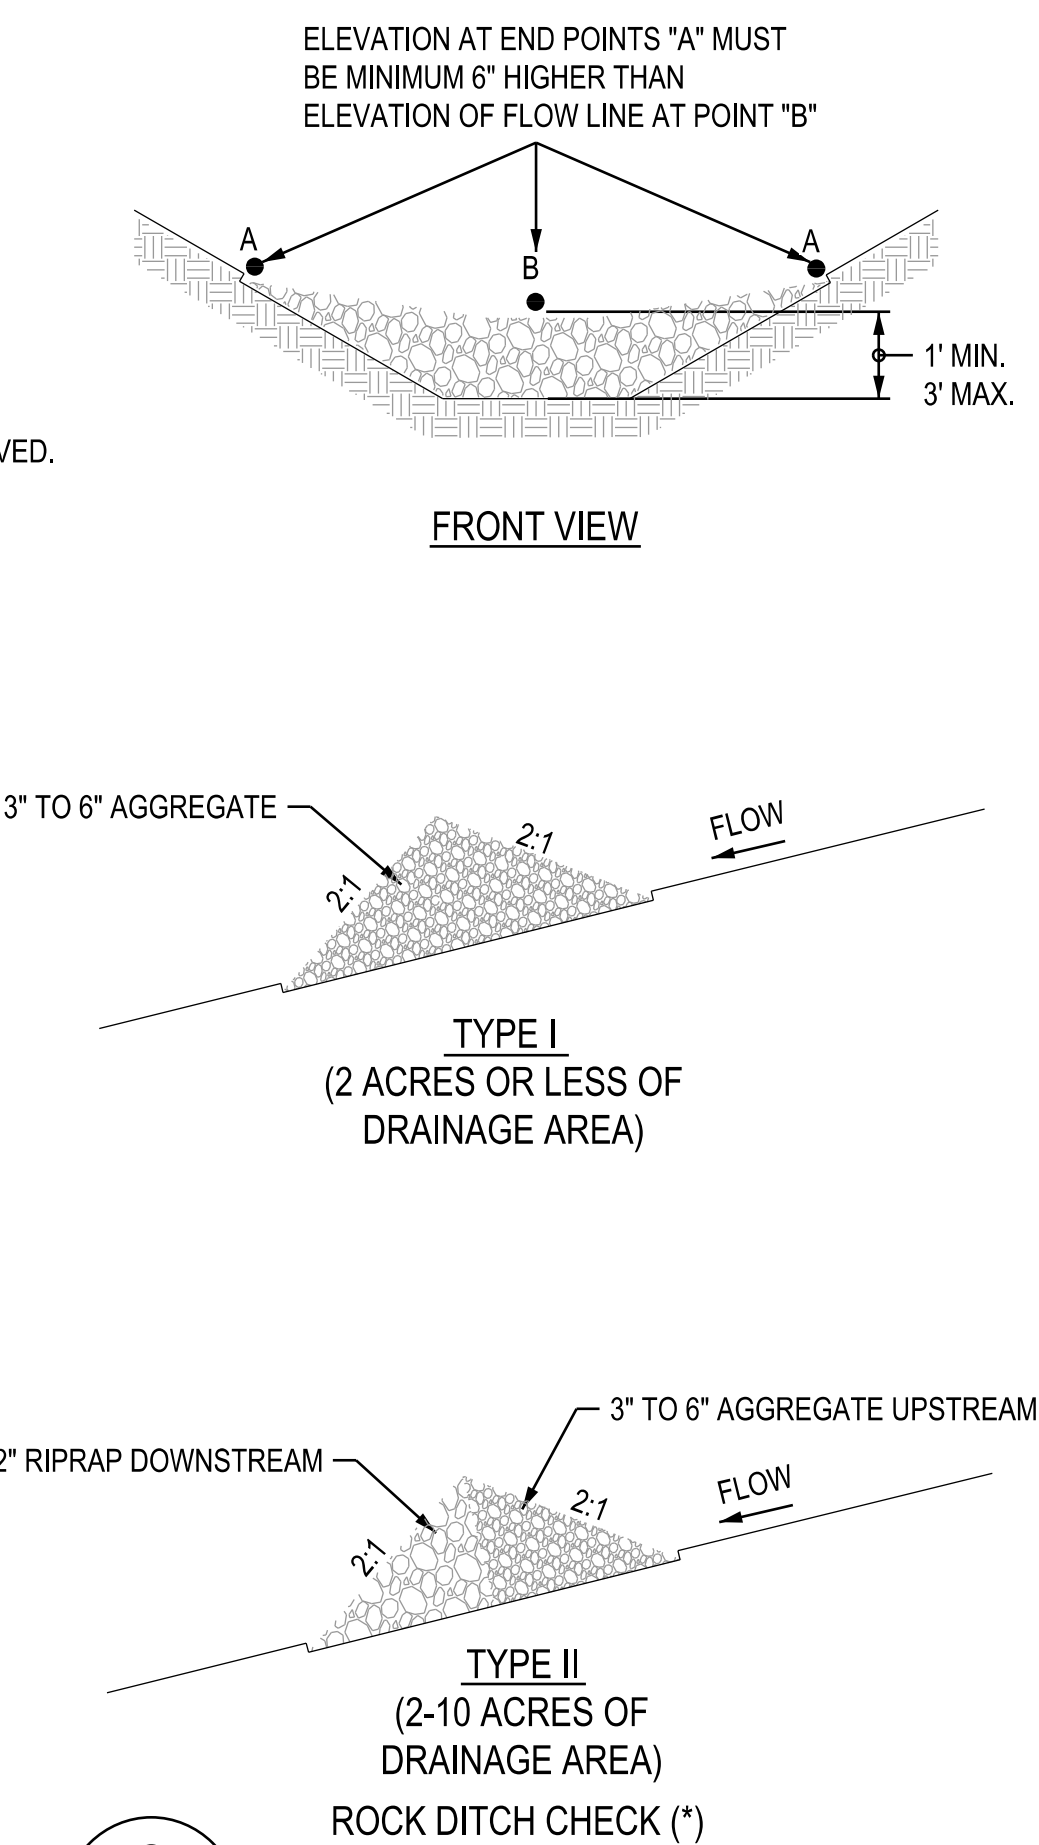 ELEVATION AT END POINTS "A" MUST
BE MINIMUM 6" HIGHER THAN
ELEVATION OF FLOW LINE AT POINT "B"
A
A
B
1' MIN.
3' MAX.
FRONT VIEW
3" TO 6" AGGREGATE
2:1
FLOW
2:1
TYPE I
(2 ACRES OR LESS OF
DRAINAGE AREA)
3" TO 6" AGGREGATE UPSTREAM
RIPRAP DOWNSTREAM
2:1
FLOW
2:1
TYPE II
(2-10 ACRES OF
DRAINAGE AREA)
ROCK DITCH CHECK (*)